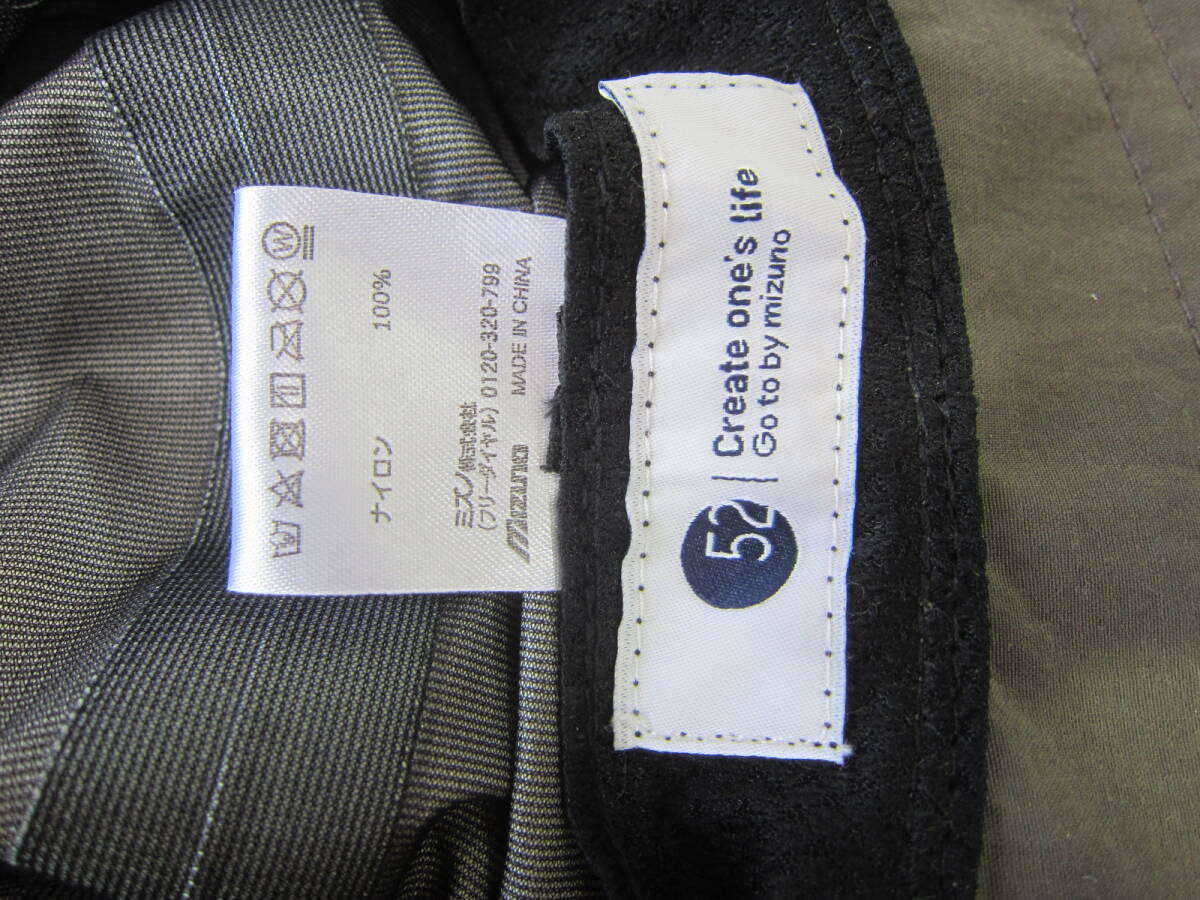 W W
ナイロン 100%
ミズノ株式会社
(フリーダイヤル) 0120-320-799
mizuno MADE IN CHINA
52 Create one's life
Go to by mizuno